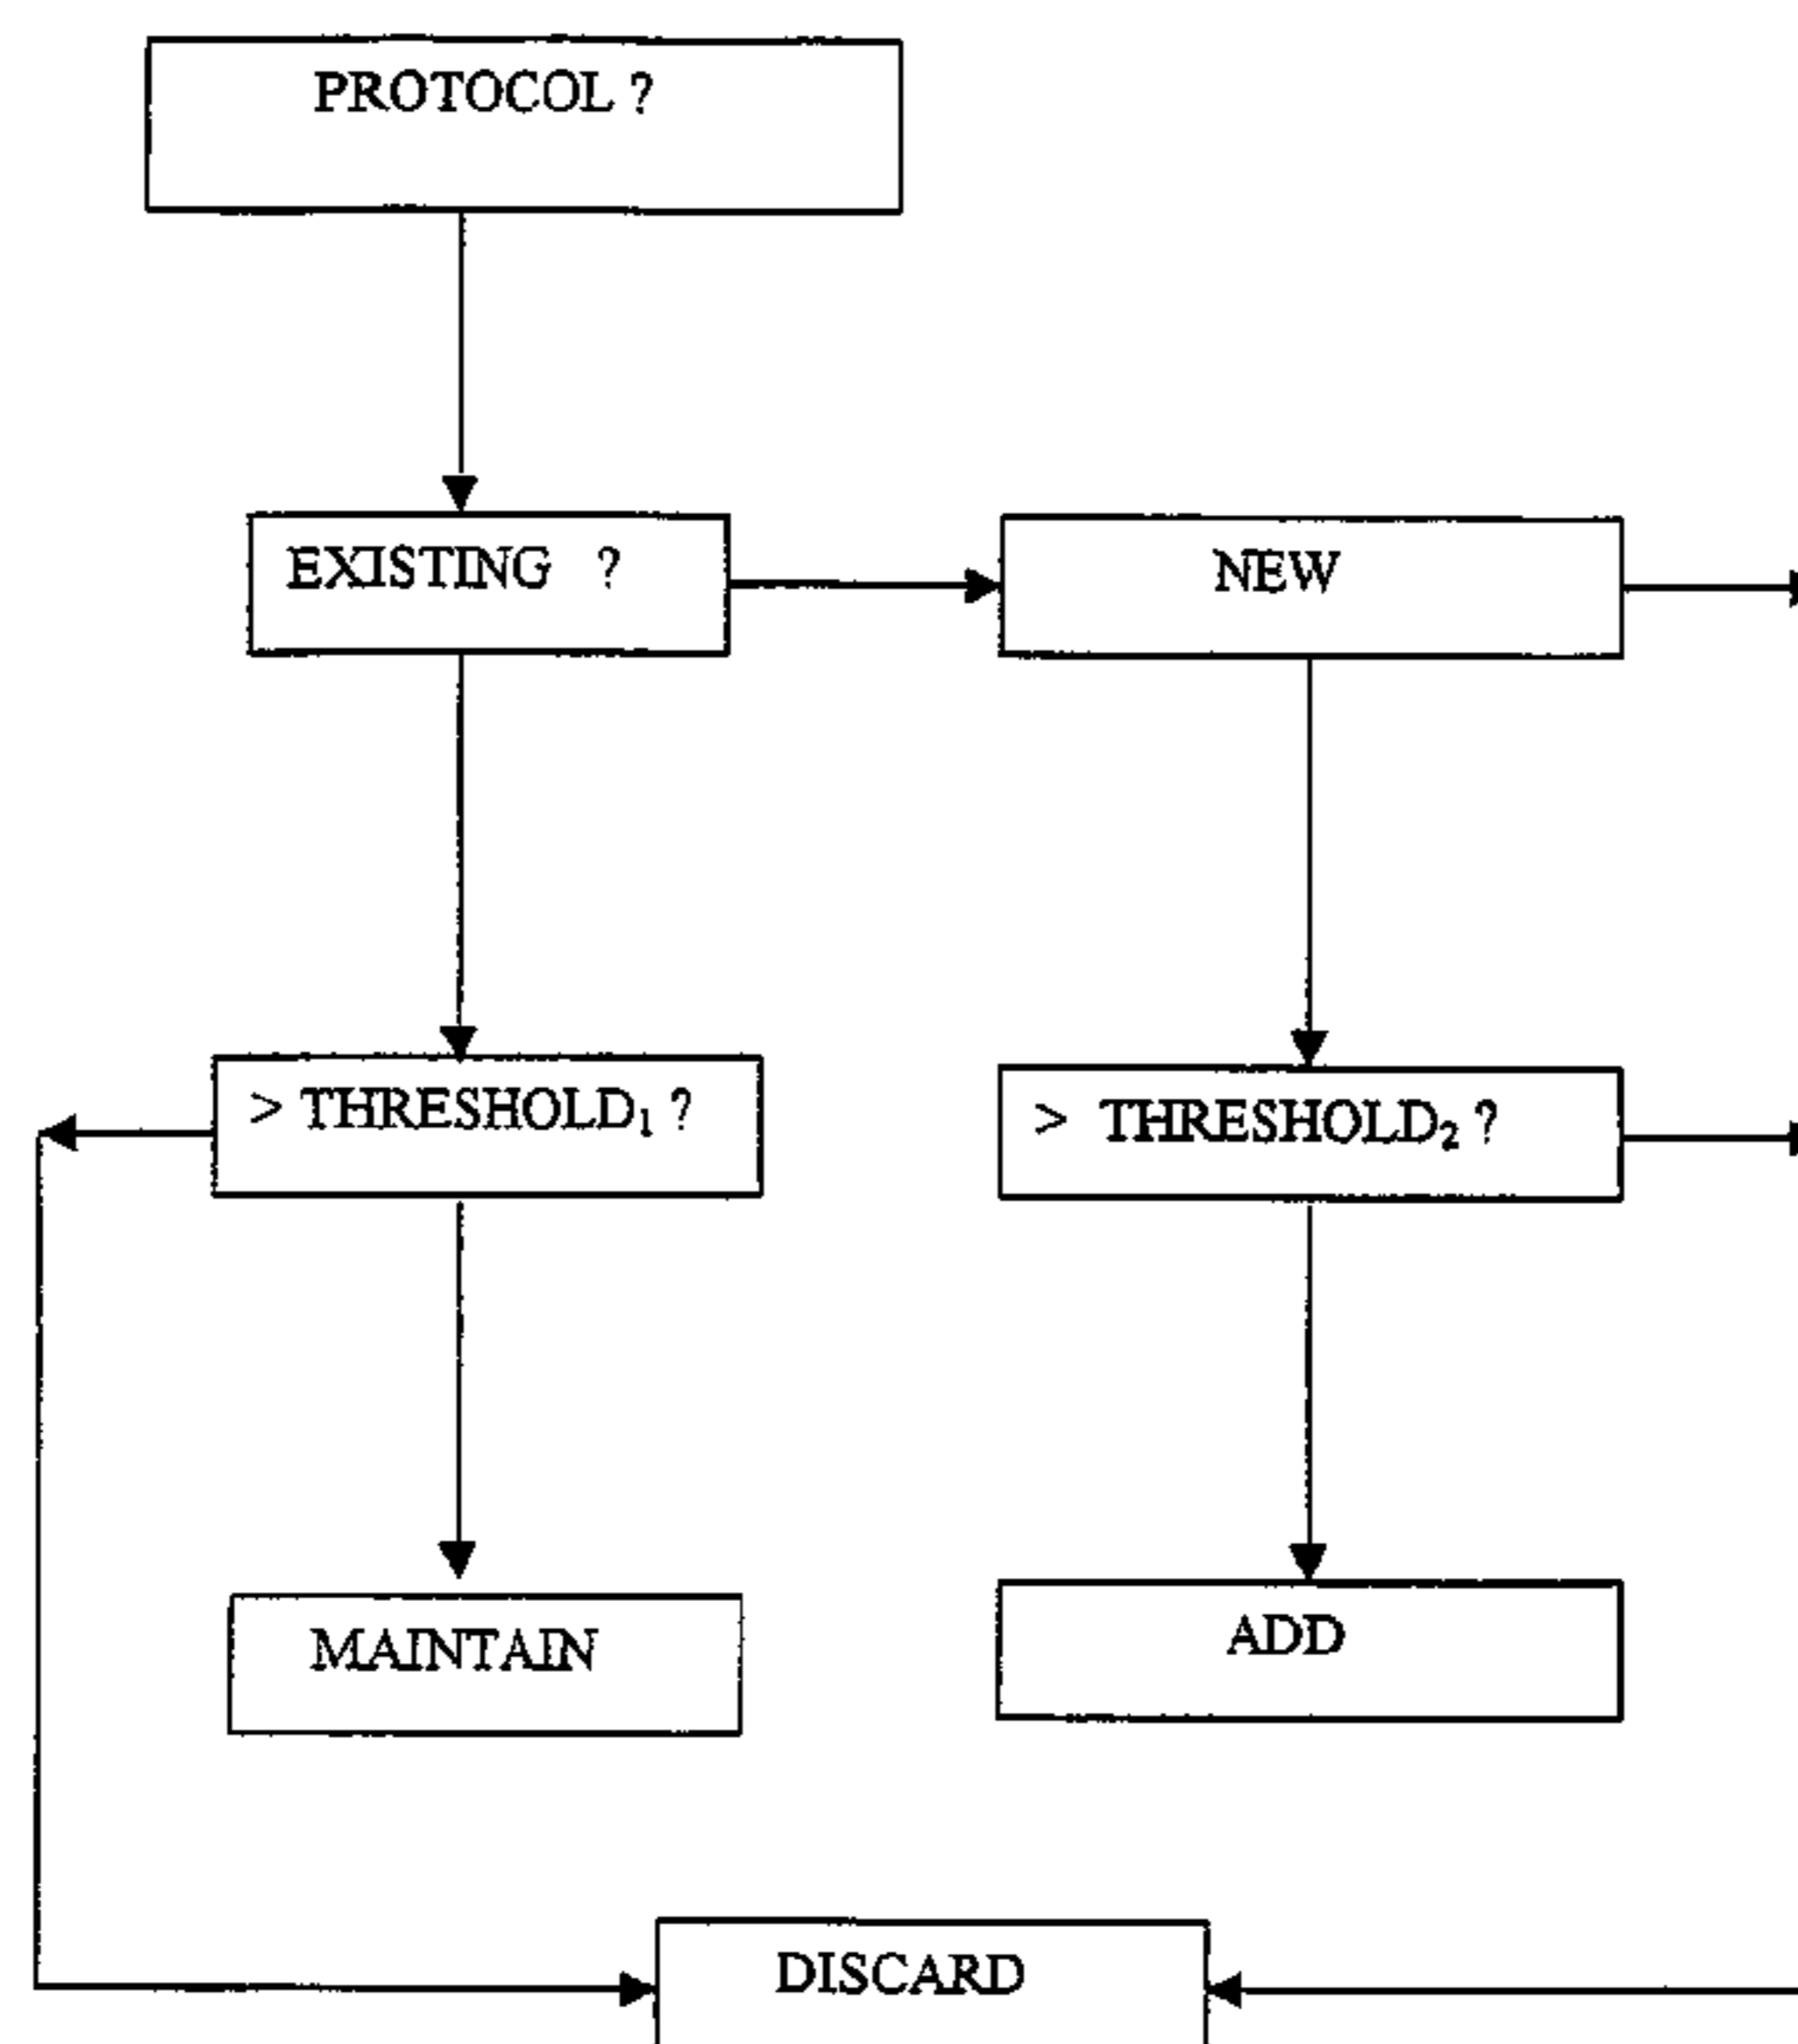 PROTOCOL ?
EXISTING ?
NEW
> THRESHOLD₁ ?
> THRESHOLD₂ ?
MAINTAIN
ADD
DISCARD